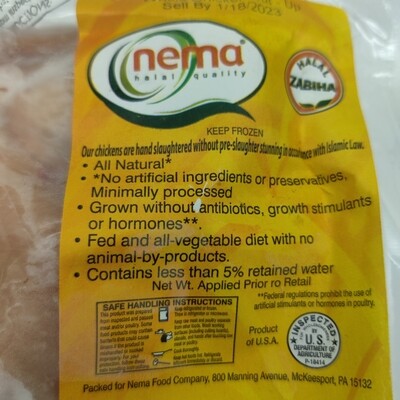 Sell By 1/18/2023
nema®
halal quality
HALAL
ZABIHA
KEEP FROZEN
Our chickens are hand slaughtered without pre-slaughter stunning in accordance with Islamic Law.
• All Natural*
• *No artificial ingredients or preservatives,
Minimally processed
• Grown without antibiotics, growth stimulants
or hormones**.
• Fed and all-vegetable diet with no
animal-by-products.
• Contains less than 5% retained water
Net Wt. Applied Prior ro Retail
**Federal regulations prohibit the use of
artificial stimulants or hormones in poultry.
SAFE HANDLING INSTRUCTIONS
Product
of U.S.A.
INSPECTED
U.S.
DEPARTMENT OF
AGRICULTURE
P-18414
Packed for Nema Food Company, 800 Manning Avenue, McKeesport, PA 15132